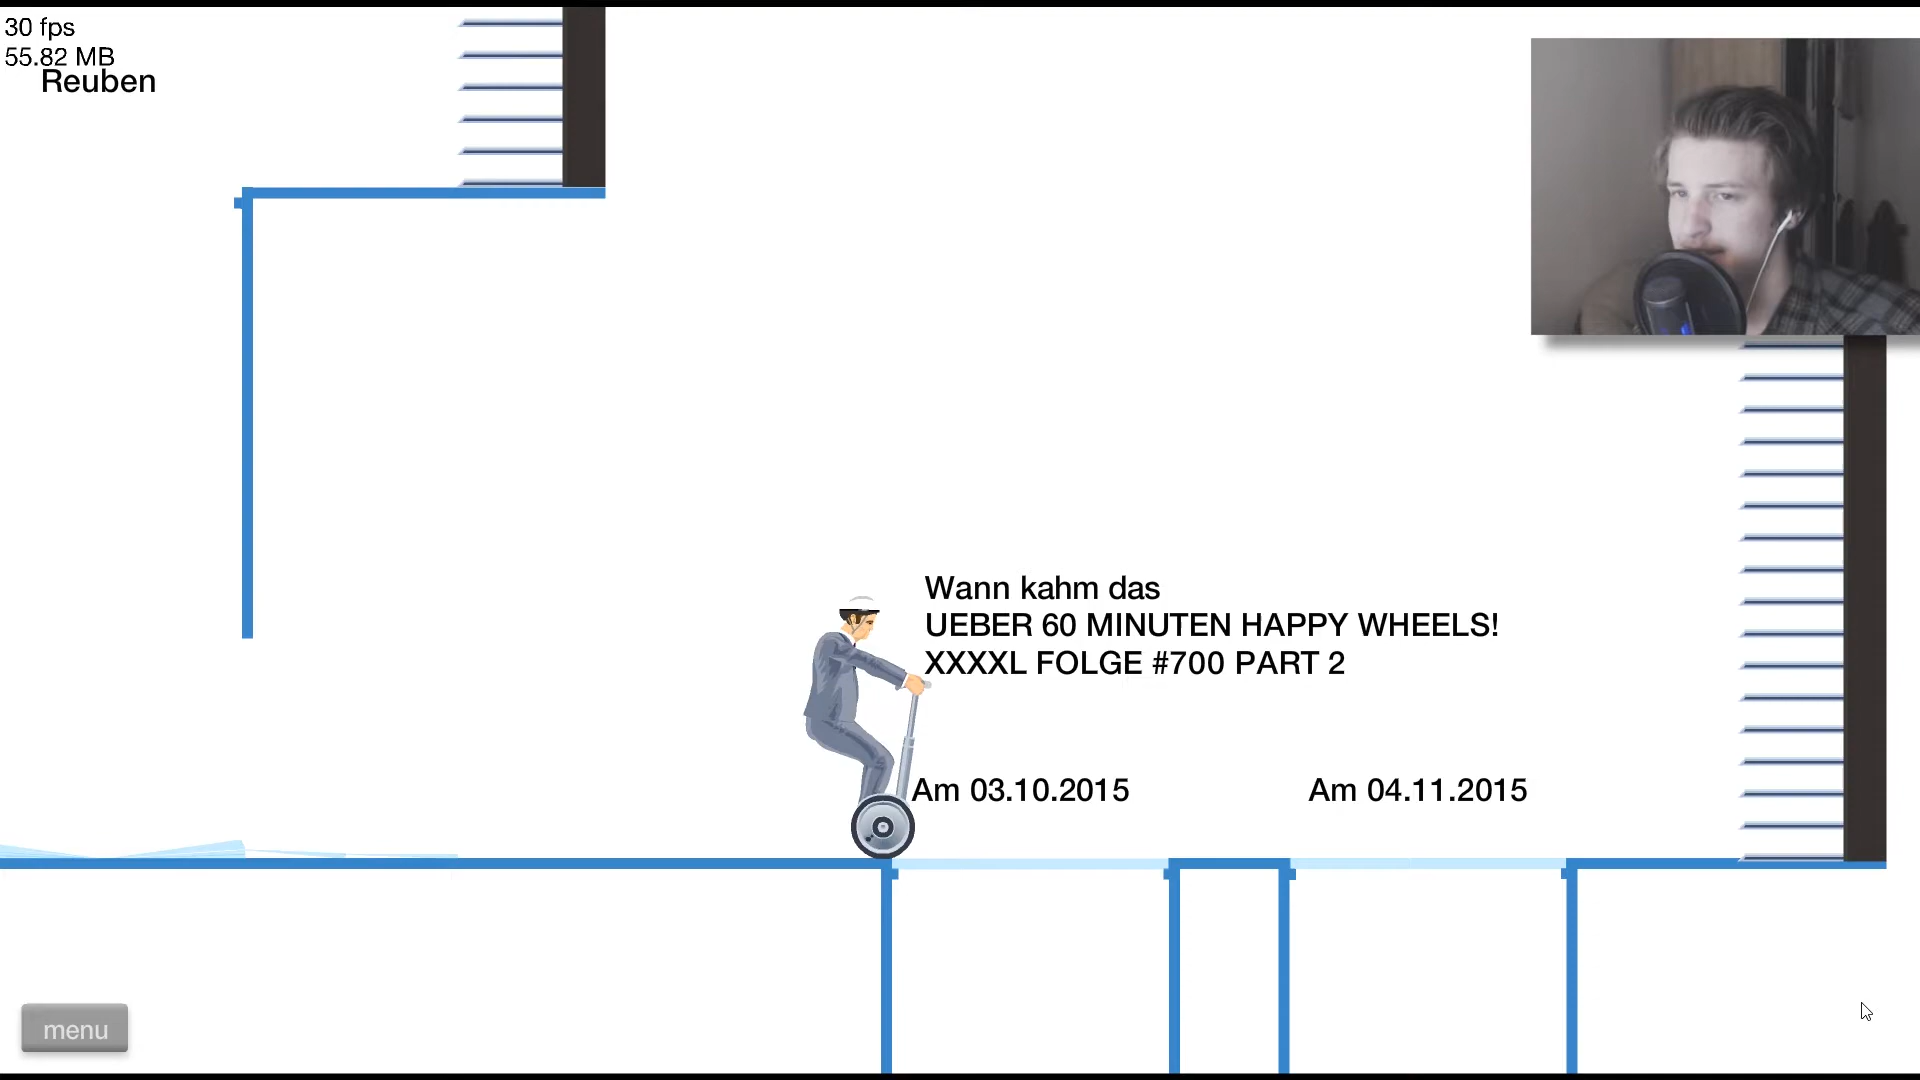 30 fps
55.82 MB
Reuben
Wann kahm das
UEBER 60 MINUTEN HAPPY WHEELS!
XXXXL FOLGE #700 PART 2
Am 03.10.2015
Am 04.11.2015
menu